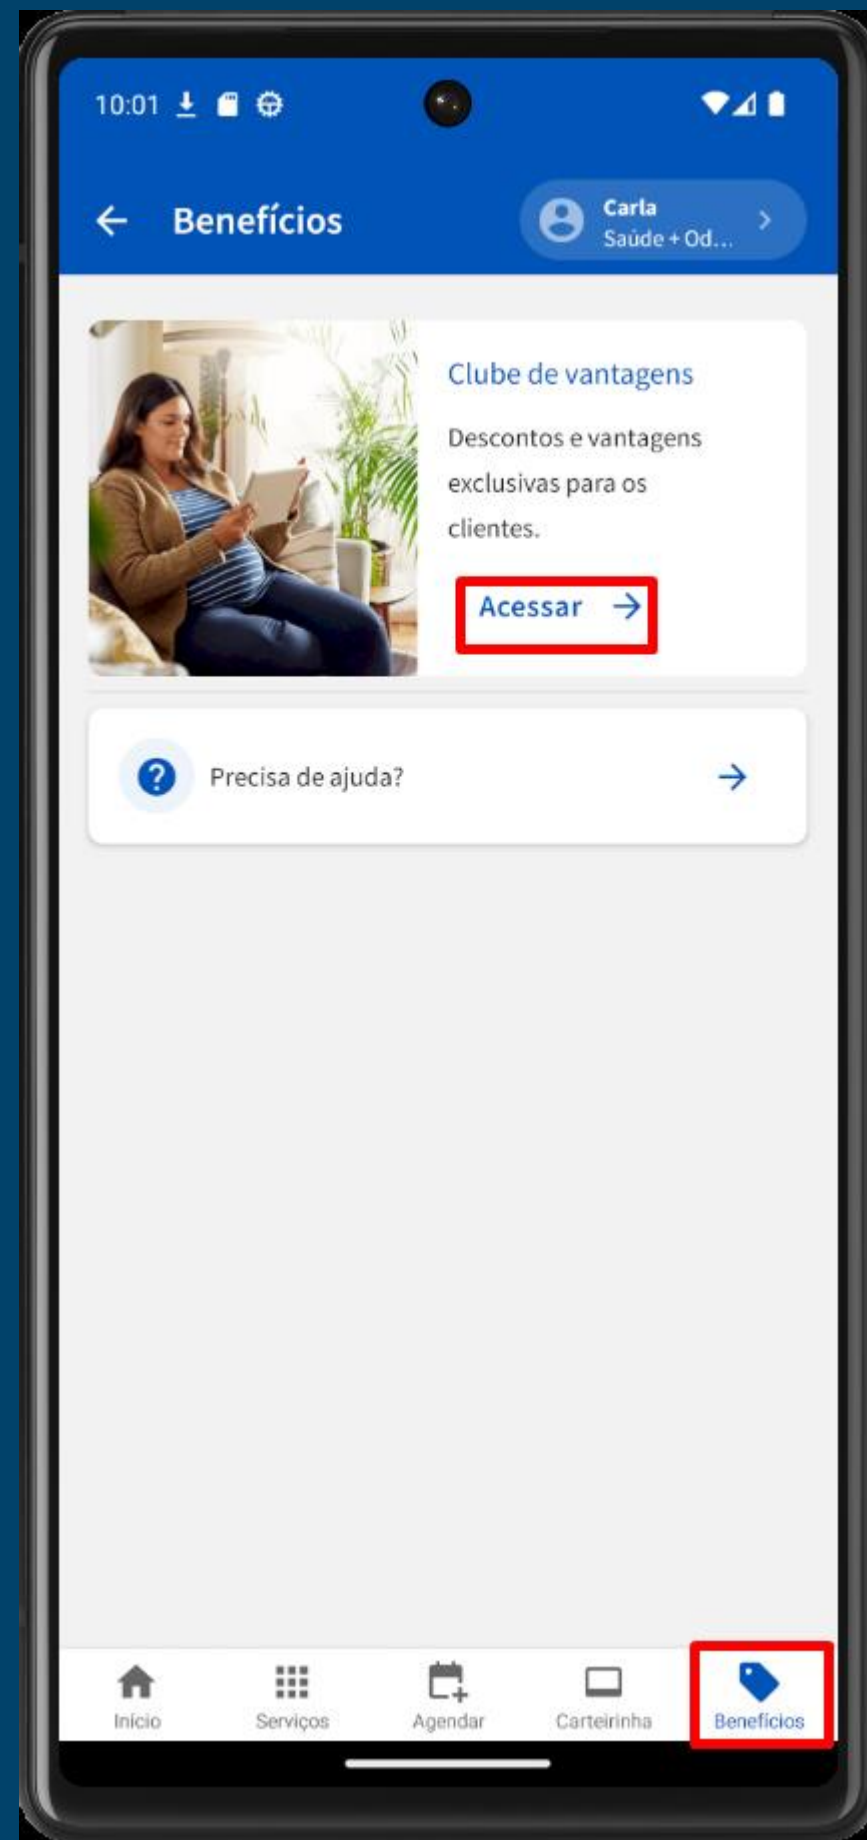 10:01
Benefícios
Carla
Saúde + Od...
Clube de vantagens
Descontos e vantagens
exclusivas para os
clientes.
Acessar
Precisa de ajuda?
Início
Serviços
Agendar
Carteirinha
Benefícios